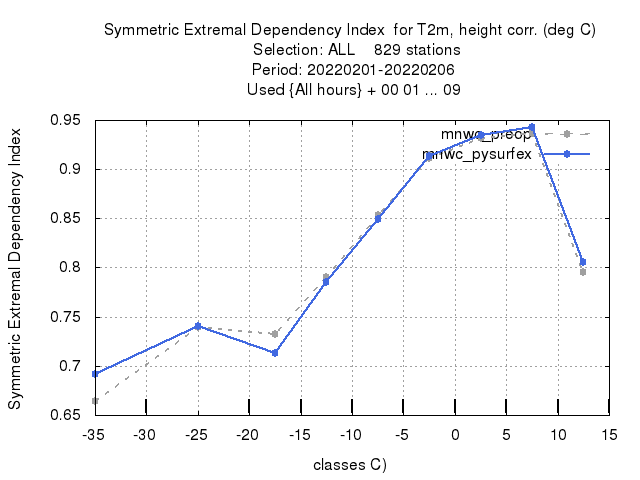 Symmetric Extremal Dependency Index  for T2m, height corr. (deg C)
Selection: ALL    829 stations
Period: 20220201-20220206
Used {All hours} + 00 01 ... 09
Symmetric Extremal Dependency Index
0.95
0.9
0.85
0.8
0.75
0.7
0.65
mnwc_preop
mnwc_pysurfex
-35 -30 -25 -20 -15 -10 -5 0 5 10 15
classes C)